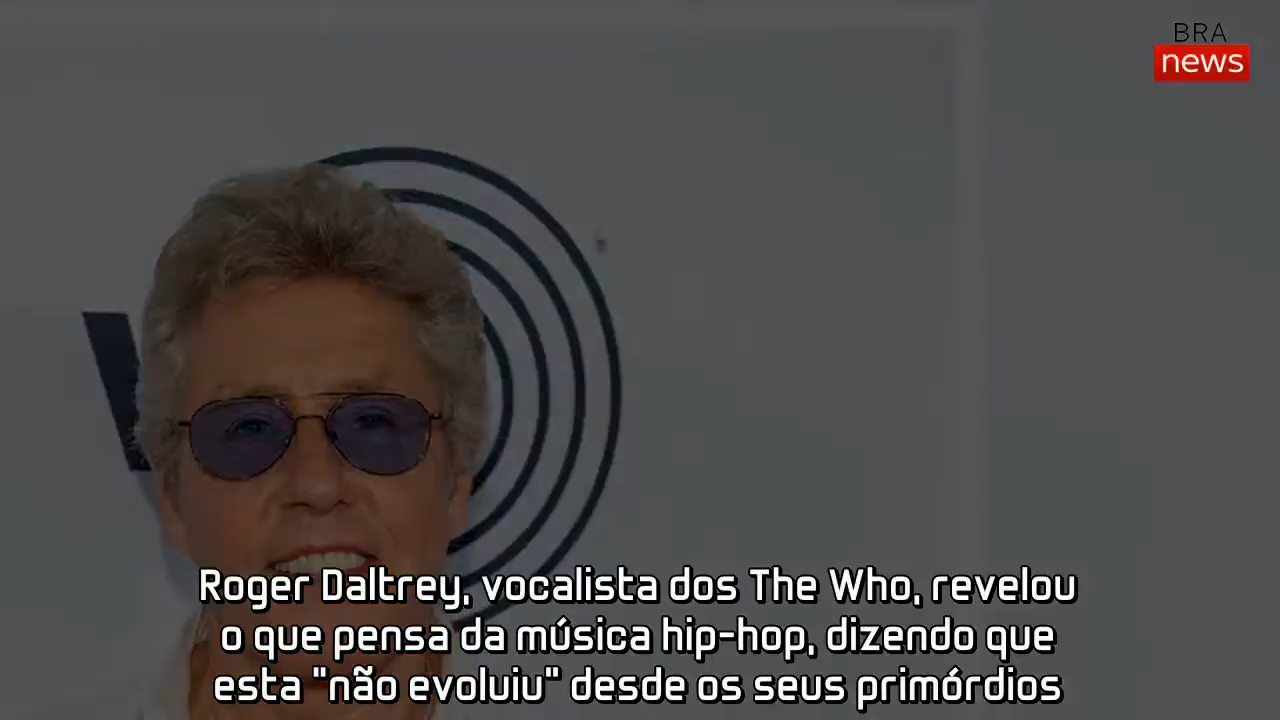 BRA
news
Roger Daltrey, vocalista dos The Who, revelou
o que pensa da música hip-hop, dizendo que
esta "não evoluiu" desde os seus primórdios